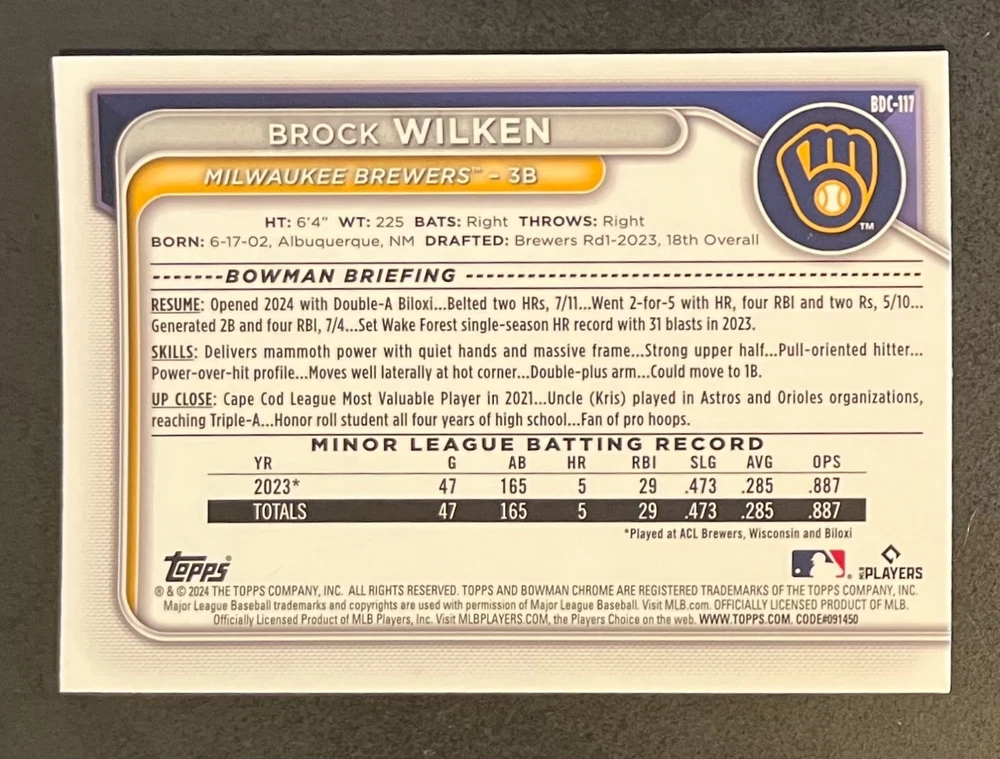 BDC-117
BROCK WILKEN
MILWAUKEE BREWERS™ - 3B
TM
HT: 6'4" WT: 225 BATS: Right THROWS: Right
BORN: 6-17-02, Albuquerque, NM DRAFTED: Brewers Rd1-2023, 18th Overall
-------BOWMAN BRIEFING ---------------------------------------------
RESUME: Opened 2024 with Double-A Biloxi...Belted two HRs, 7/11...Went 2-for-5 with HR, four RBI and two Rs, 5/10...
Generated 2B and four RBI, 7/4...Set Wake Forest single-season HR record with 31 blasts in 2023.
SKILLS: Delivers mammoth power with quiet hands and massive frame...Strong upper half...Pull-oriented hitter...
Power-over-hit profile...Moves well laterally at hot corner...Double-plus arm...Could move to 1B.
UP CLOSE: Cape Cod League Most Valuable Player in 2021...Uncle (Kris) played in Astros and Orioles organizations,
reaching Triple-A...Honor roll student all four years of high school...Fan of pro hoops.
MINOR LEAGUE BATTING RECORD
YR G AB HR RBI SLG AVG OPS
2023* 47 165 5 29 .473 .285 .887
TOTALS 47 165 5 29 .473 .285 .887
*Played at ACL Brewers, Wisconsin and Biloxi
Topps® ® MLB PLAYERS
® & © 2024 THE TOPPS COMPANY, INC. ALL RIGHTS RESERVED. TOPPS AND BOWMAN CHROME ARE REGISTERED TRADEMARKS OF THE TOPPS COMPANY, INC.
Major League Baseball trademarks and copyrights are used with permission of Major League Baseball. Visit MLB.com. OFFICIALLY LICENSED PRODUCT OF MLB.
Officially Licensed Product of MLB Players, Inc. Visit MLBPLAYERS.COM, the Players Choice on the web. WWW.TOPPS.COM. CODE#091450